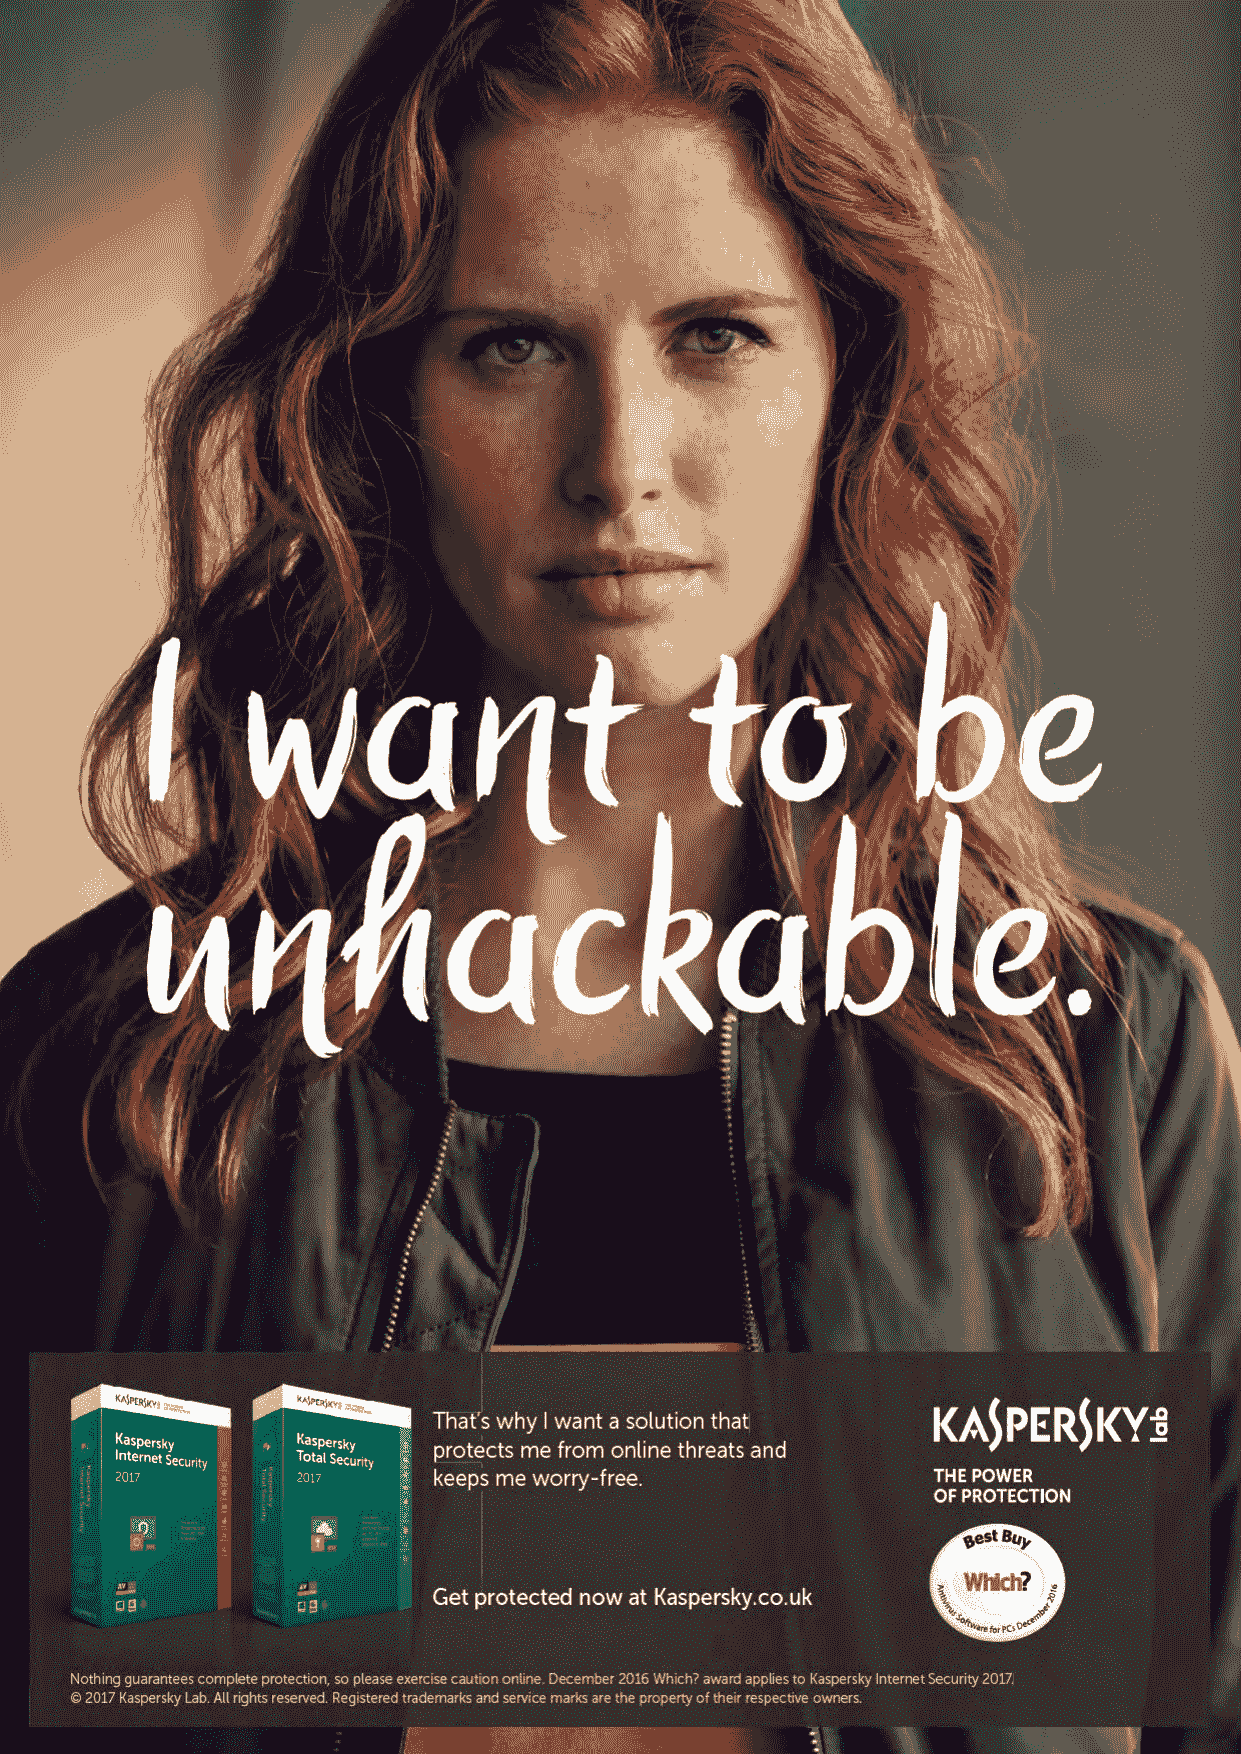 I want to be
unhackable.
KASPERSKY lab
Kaspersky
Internet Security
2017
KASPERSKY lab
Kaspersky
Total Security
2017
That's why I want a solution that
protects me from online threats and
keeps me worry-free.
Get protected now at Kaspersky.co.uk
KASPERSKY lab
THE POWER
OF PROTECTION
Best Buy
Which?
Antivirus Software for PCs December 2016
Nothing guarantees complete protection, so please exercise caution online. December 2016 Which? award applies to Kaspersky Internet Security 2017.
© 2017 Kaspersky Lab. All rights reserved. Registered trademarks and service marks are the property of their respective owners.